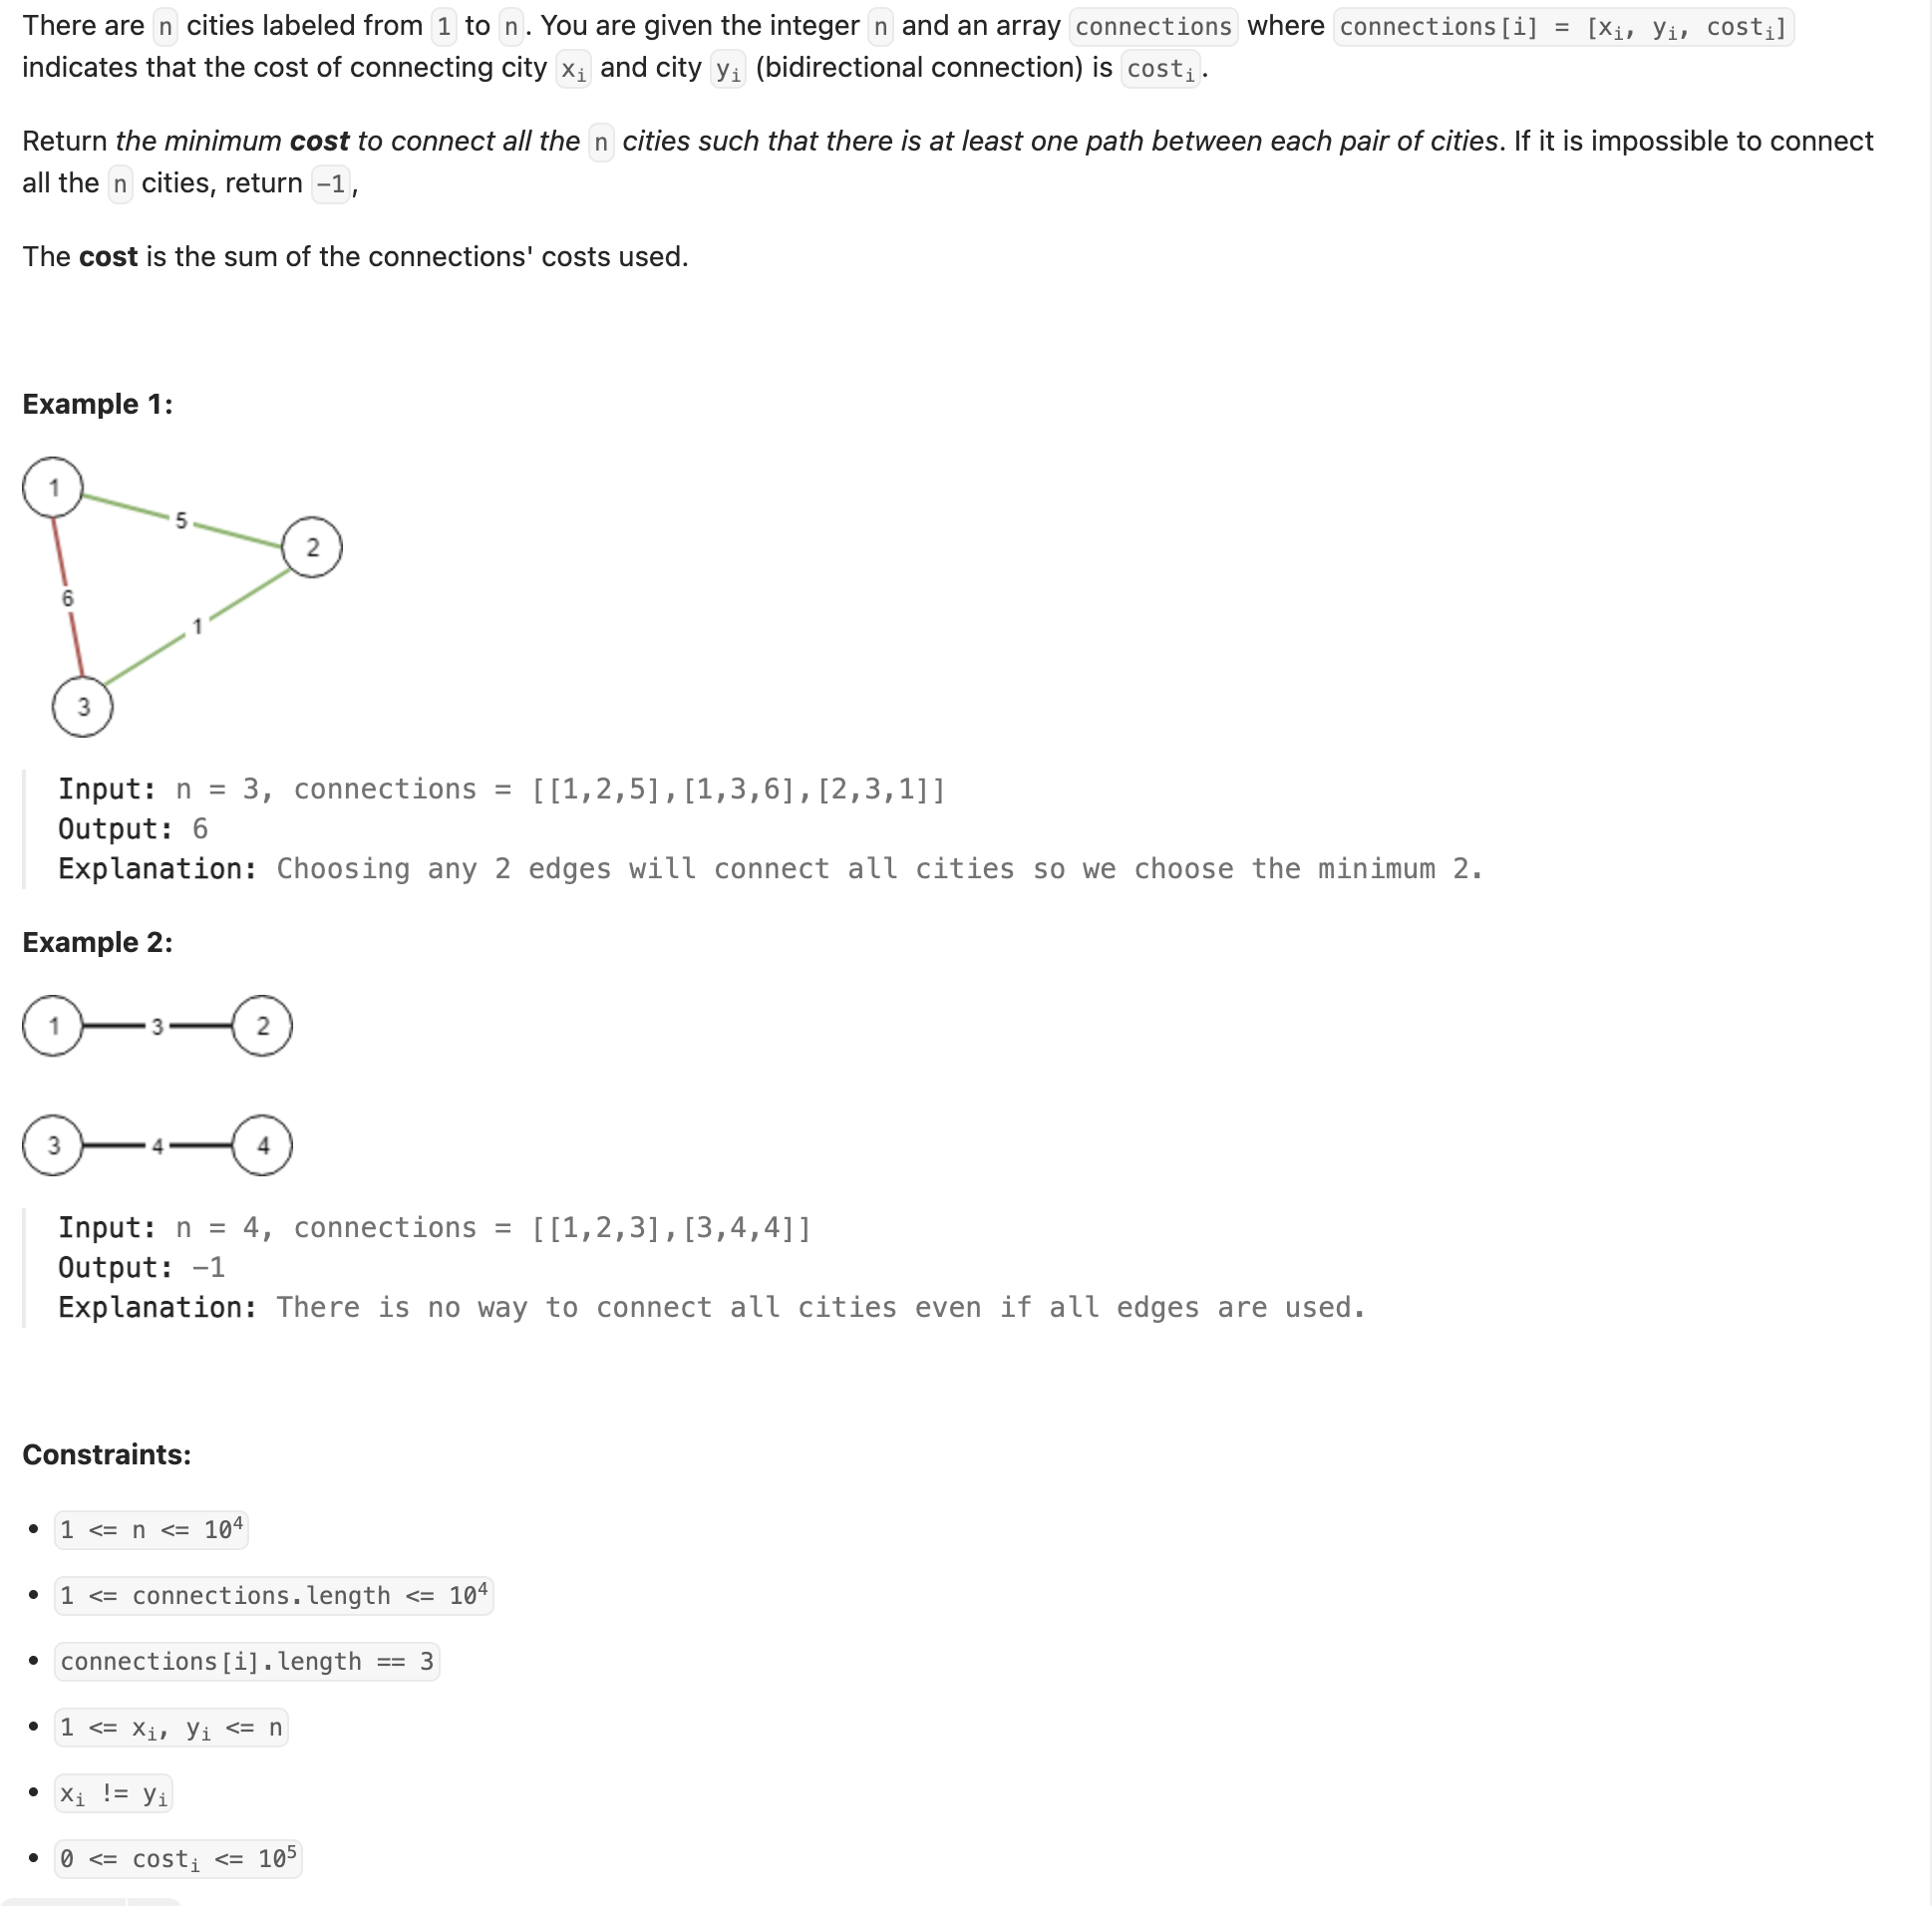 There are n cities labeled from 1 to n. You are given the integer n and an array connections where connections[i] = [xi, yi, costi]
indicates that the cost of connecting city xi and city yi (bidirectional connection) is costi.
Return the minimum cost to connect all the n cities such that there is at least one path between each pair of cities. If it is impossible to connect
all the n cities, return -1,
The cost is the sum of the connections' costs used.
Example 1:
1
5
2
6
1
3
Input: n = 3, connections = [[1,2,5],[1,3,6],[2,3,1]]
Output: 6
Explanation: Choosing any 2 edges will connect all cities so we choose the minimum 2.
Example 2:
1 3 2
3 4 4
Input: n = 4, connections = [[1,2,3],[3,4,4]]
Output: -1
Explanation: There is no way to connect all cities even if all edges are used.
Constraints:
• 1 <= n <= 10⁴
• 1 <= connections.length <= 10⁴
• connections[i].length == 3
• 1 <= xi, yi <= n
• xi != yi
• 0 <= costi <= 10⁵